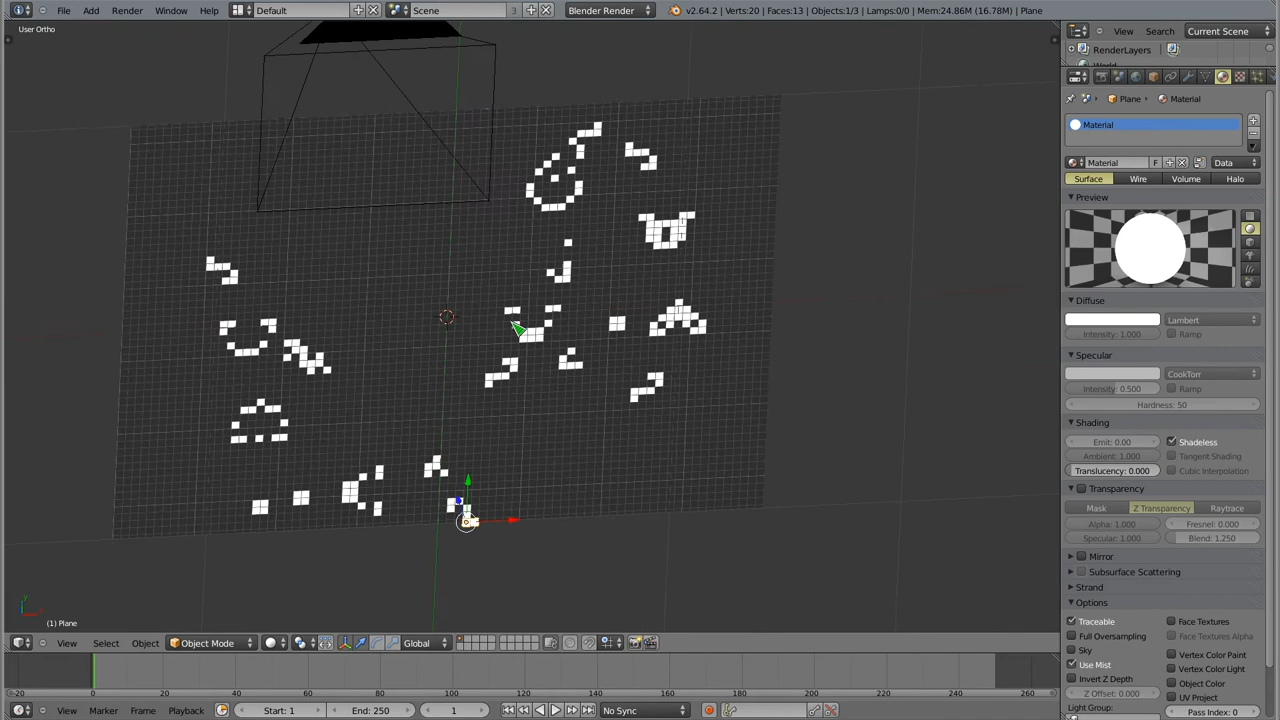 File Add Render Window Help Default Scene 3 Blender Render v2.64.2 | Verts:20 | Faces:13 | Objects:1/3 | Lamps:0/0 | Mem:24.86M (16.78M) | Plane
User Ortho
View Search Current Scene
RenderLayers
Plane Material
Material
Material F Data
Surface Wire Volume Halo
Preview
Diffuse
Lambert
Intensity: 1.000 Ramp
Specular
CookTorr
Intensity: 0.500 Ramp
Hardness: 50
Shading
Emit: 0.00 Shadeless
Ambient: 1.000 Tangent Shading
Translucency: 0.000 Cubic Interpolation
Transparency
Mask Z Transparency Raytrace
Alpha: 1.000 Fresnel: 0.000
Specular: 1.000 Blend: 1.250
Mirror
Subsurface Scattering
Strand
Options
Traceable Face Textures
Full Oversampling Face Textures Alpha
Sky Vertex Color Paint
Use Mist Vertex Color Light
Invert Z Depth Object Color
Z Offset: 0.000 UV Project
Light Group: Pass Index: 0
(1) Plane
View Select Object Object Mode Global
-20 0 20 40 60 80 100 120 140 160 180 200 220 240 260
View Marker Frame Playback Start: 1 End: 250 1 No Sync